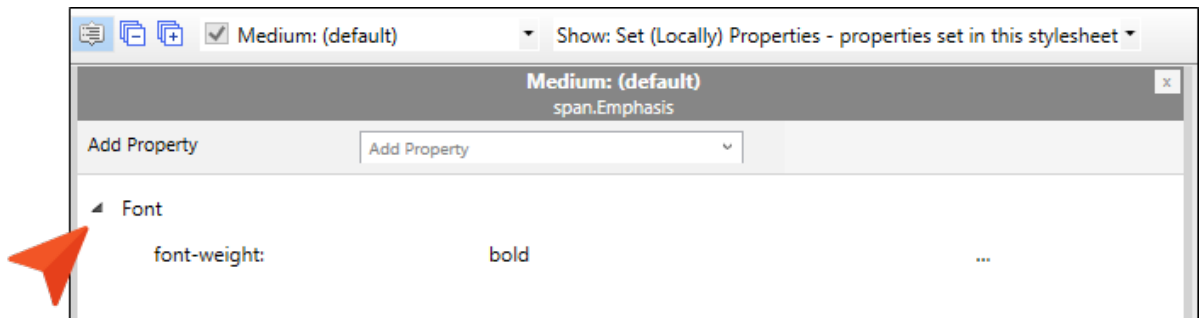 Medium: (default) Show: Set (Locally) Properties - properties set in this stylesheet
Medium: (default)
x
span.Emphasis
Add Property Add Property
Font
font-weight: bold ...